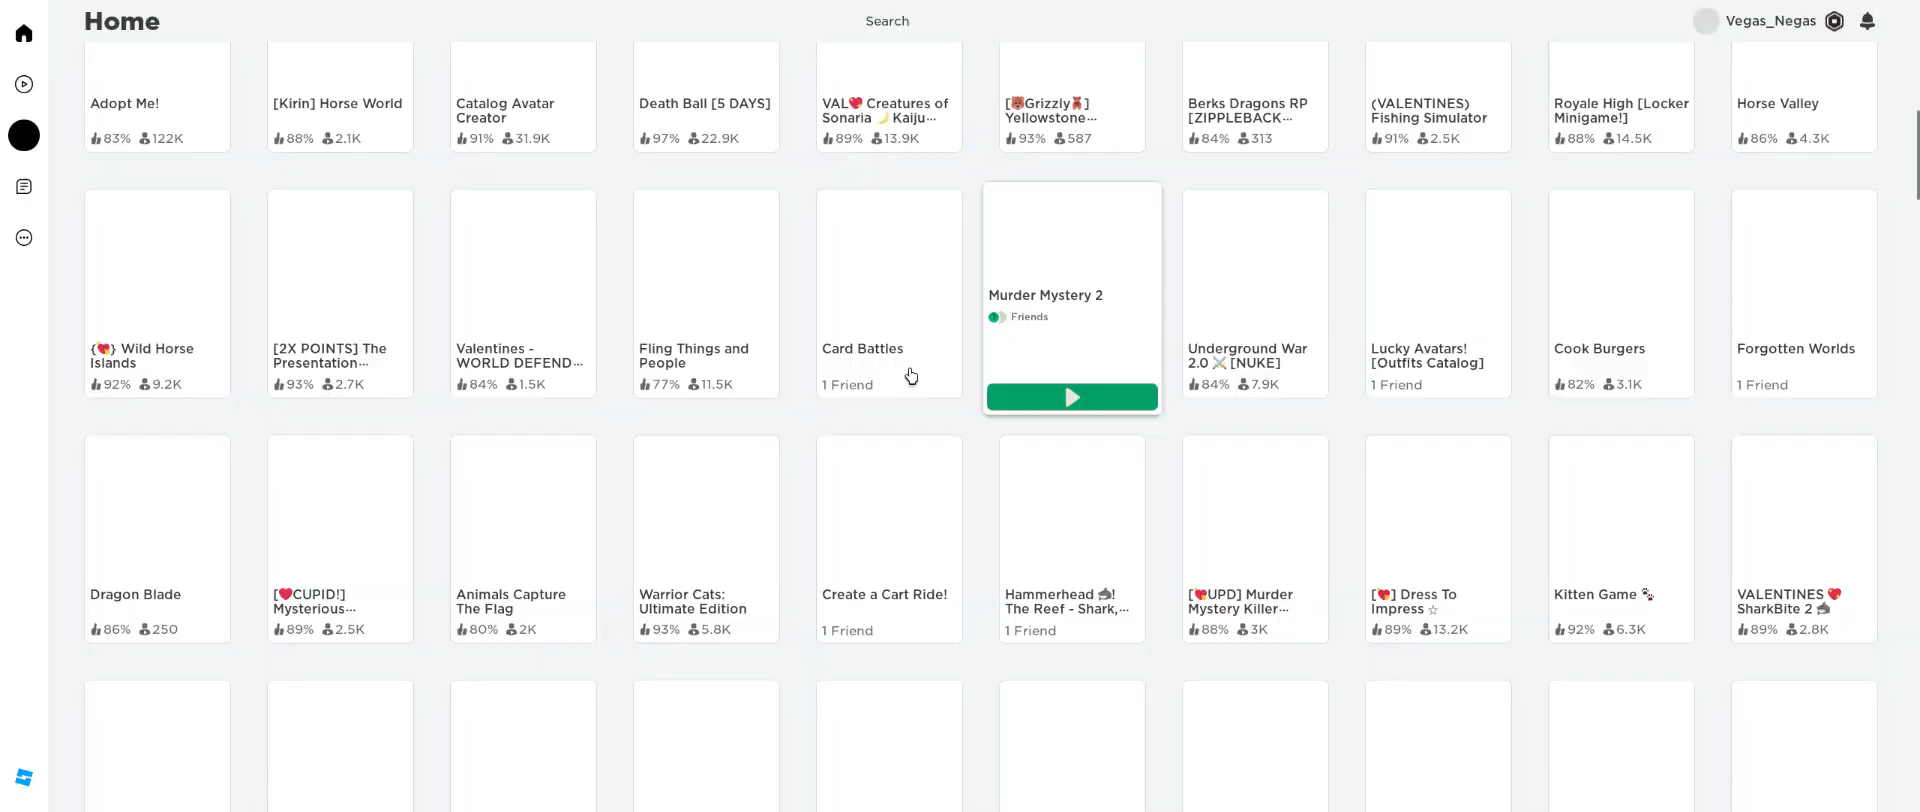 Home
Search
Vegas_Negas
Adopt Me!
83% 122K
[Kirin] Horse World
88% 2.1K
Catalog Avatar
Creator
91% 31.9K
Death Ball [5 DAYS]
97% 22.9K
VAL❤️ Creatures of
Sonaria 🌙 Kaiju...
89% 13.9K
[🐻Grizzly🧸]
Yellowstone...
93% 587
Berks Dragons RP
[ZIPPLEBACK...
84% 313
(VALENTINES)
Fishing Simulator
91% 2.5K
Royale High [Locker
Minigame!]
88% 14.5K
Horse Valley
86% 4.3K
{💘} Wild Horse
Islands
92% 9.2K
[2X POINTS] The
Presentation...
93% 2.7K
Valentines -
WORLD DEFEND...
84% 1.5K
Fling Things and
People
77% 11.5K
Card Battles
1 Friend
Murder Mystery 2
Friends
Underground War
2.0 ⚔️ [NUKE]
84% 7.9K
Lucky Avatars!
[Outfits Catalog]
1 Friend
Cook Burgers
82% 3.1K
Forgotten Worlds
1 Friend
Dragon Blade
86% 250
[❤️CUPID!]
Mysterious...
89% 2.5K
Animals Capture
The Flag
80% 2K
Warrior Cats:
Ultimate Edition
93% 5.8K
Create a Cart Ride!
1 Friend
Hammerhead 🦈!
The Reef - Shark,...
1 Friend
[💘UPD] Murder
Mystery Killer...
88% 3K
[💘] Dress To
Impress ☆
89% 13.2K
Kitten Game 🐾
92% 6.3K
VALENTINES 💘
SharkBite 2 🦈
89% 2.8K